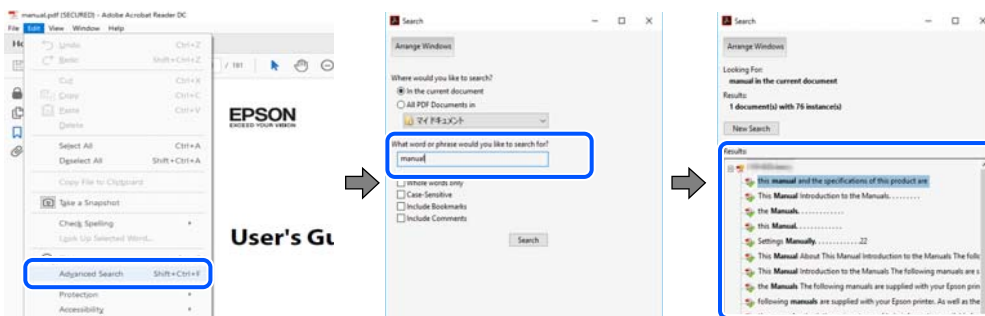 manual.pdf (SECURED) - Adobe Acrobat Reader DC
File Edit View Window Help
Undo Ctrl+Z
Redo Shift+Ctrl+Z
Cut Ctrl+X
Copy Ctrl+C
Paste Ctrl+V
Delete
Select All Ctrl+A
Deselect All Shift+Ctrl+A
Copy File to Clipboard
Take a Snapshot
Check Spelling
Look Up Selected Word...
Advanced Search Shift+Ctrl+F
Protection
Accessibility
/ 181
EPSON
EXCEED YOUR VISION
User's Gu
Search
Arrange Windows
Where would you like to search?
In the current document
All PDF Documents in
マイ ドキュメント
What word or phrase would you like to search for?
manual
Whole words only
Case-Sensitive
Include Bookmarks
Include Comments
Search
Search
Arrange Windows
Looking For:
manual in the current document
Results:
1 document(s) with 76 instance(s)
New Search
Results:
this manual and the specifications of this product are
This Manual Introduction to the Manuals. . . . . . . .
the Manuals. . . . . . . . . . . .
this Manual. . . . . . . . . . . .
Settings Manually. . . . . . . . . . . .22
This Manual About This Manual Introduction to the Manuals The follo
This Manual Introduction to the Manuals The following manuals are s
the Manuals The following manuals are supplied with your Epson prin
following manuals are supplied with your Epson printer. As well as the